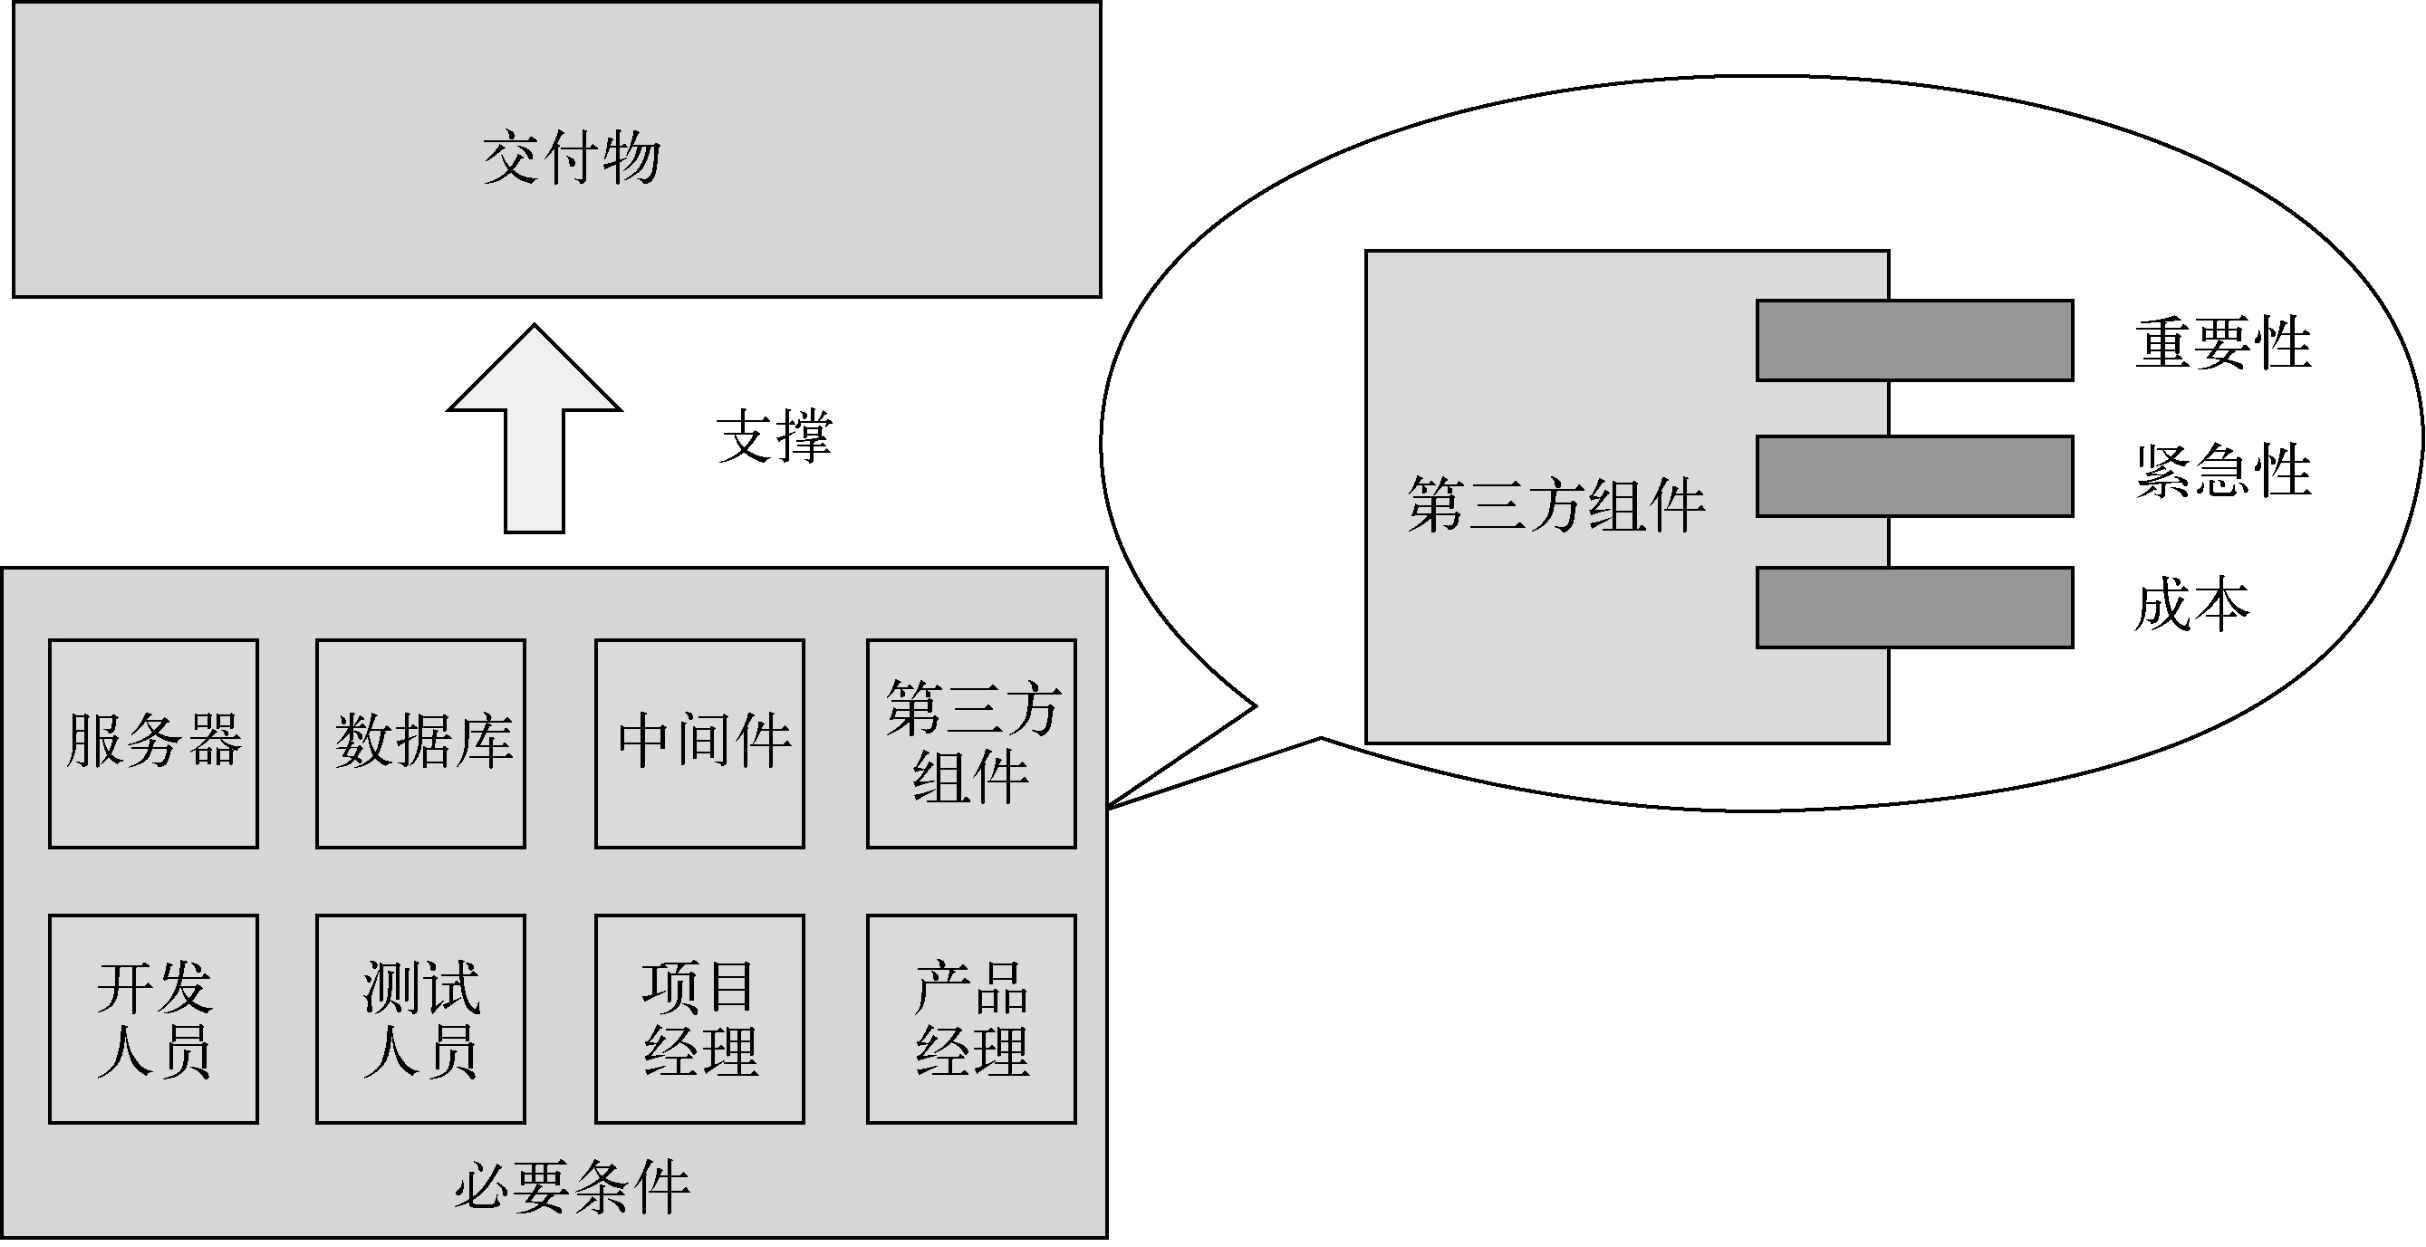 交付物
支撑
服务器
数据库
中间件
第三方
组件
开发
人员
测试
人员
项目
经理
产品
经理
必要条件
第三方组件
重要性
紧急性
成本